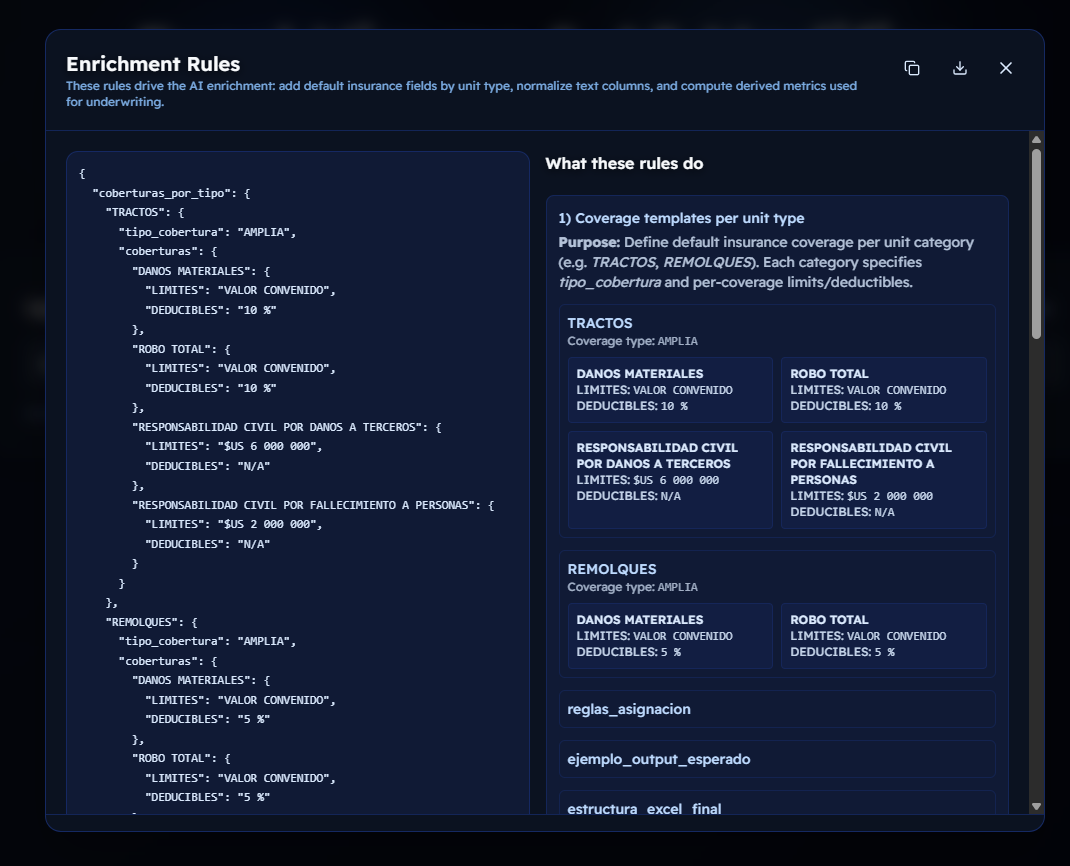 Enrichment Rules
These rules drive the AI enrichment: add default insurance fields by unit type, normalize text columns, and compute derived metrics used
for underwriting.
{
"coberturas_por_tipo": {
"TRACTOS": {
"tipo_cobertura": "AMPLIA",
"coberturas": {
"DANOS MATERIALES": {
"LIMITES": "VALOR CONVENIDO",
"DEDUCIBLES": "10 %"
},
"ROBO TOTAL": {
"LIMITES": "VALOR CONVENIDO",
"DEDUCIBLES": "10 %"
},
"RESPONSABILIDAD CIVIL POR DANOS A TERCEROS": {
"LIMITES": "$US 6 000 000",
"DEDUCIBLES": "N/A"
},
"RESPONSABILIDAD CIVIL POR FALLECIMIENTO A PERSONAS": {
"LIMITES": "$US 2 000 000",
"DEDUCIBLES": "N/A"
}
}
},
"REMOLQUES": {
"tipo_cobertura": "AMPLIA",
"coberturas": {
"DANOS MATERIALES": {
"LIMITES": "VALOR CONVENIDO",
"DEDUCIBLES": "5 %"
},
"ROBO TOTAL": {
"LIMITES": "VALOR CONVENIDO",
"DEDUCIBLES": "5 %"
What these rules do
1) Coverage templates per unit type
Purpose: Define default insurance coverage per unit category
(e.g. TRACTOS, REMOLQUES). Each category specifies
tipo_cobertura and per-coverage limits/deductibles.
TRACTOS
Coverage type: AMPLIA
DANOS MATERIALES
LIMITES: VALOR CONVENIDO
DEDUCIBLES: 10 %
ROBO TOTAL
LIMITES: VALOR CONVENIDO
DEDUCIBLES: 10 %
RESPONSABILIDAD CIVIL
POR DANOS A TERCEROS
LIMITES: $US 6 000 000
DEDUCIBLES: N/A
RESPONSABILIDAD CIVIL
POR FALLECIMIENTO A
PERSONAS
LIMITES: $US 2 000 000
DEDUCIBLES: N/A
REMOLQUES
Coverage type: AMPLIA
DANOS MATERIALES
LIMITES: VALOR CONVENIDO
DEDUCIBLES: 5 %
ROBO TOTAL
LIMITES: VALOR CONVENIDO
DEDUCIBLES: 5 %
reglas_asignacion
ejemplo_output_esperado
estructura_excel_final